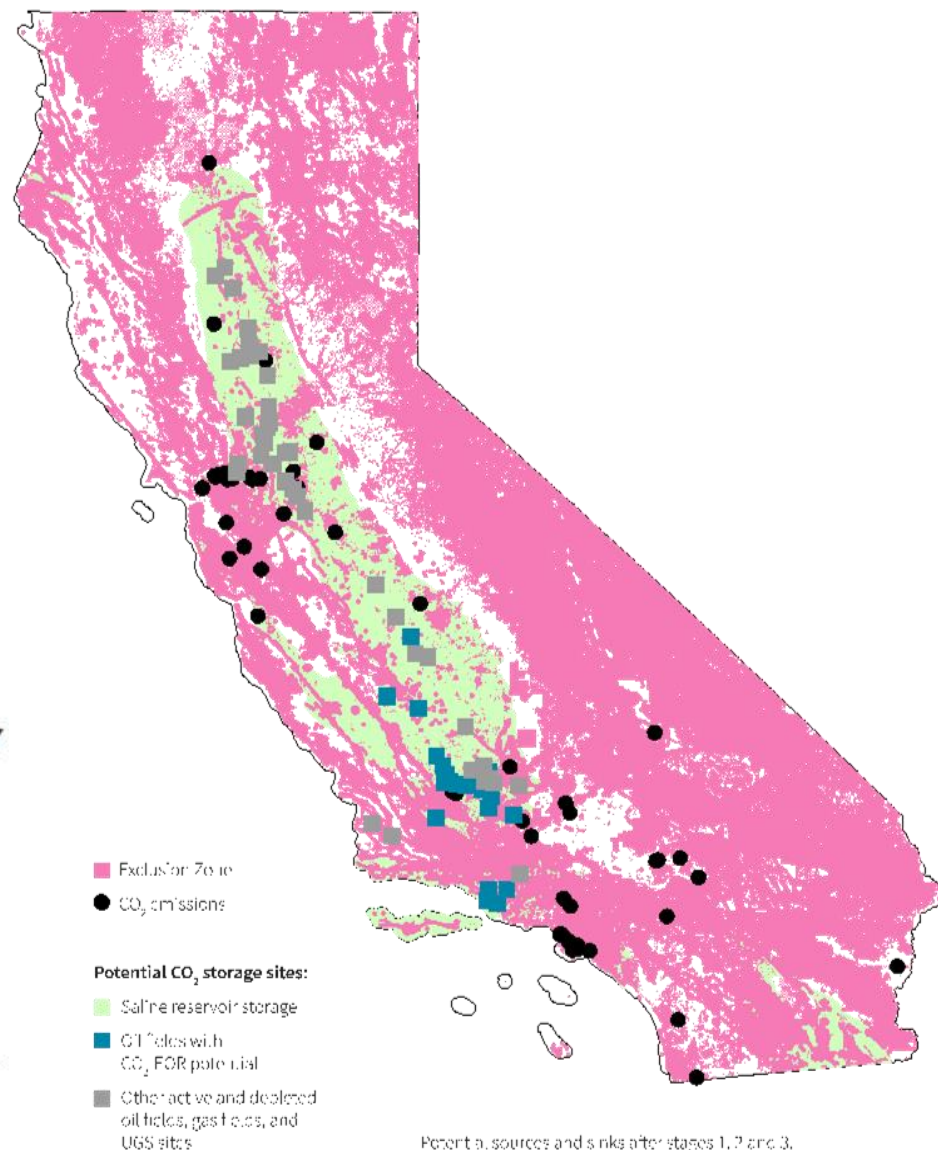 Exclusion Zone
CO₂ emissions
Potential CO₂ storage sites:
Saline reservoir storage
Oil fields with
CO₂ EOR potential
Other active and depleted
oil fields, gas fields, and
UGS sites
Potential sources and sinks after stages 1, 2 and 3.